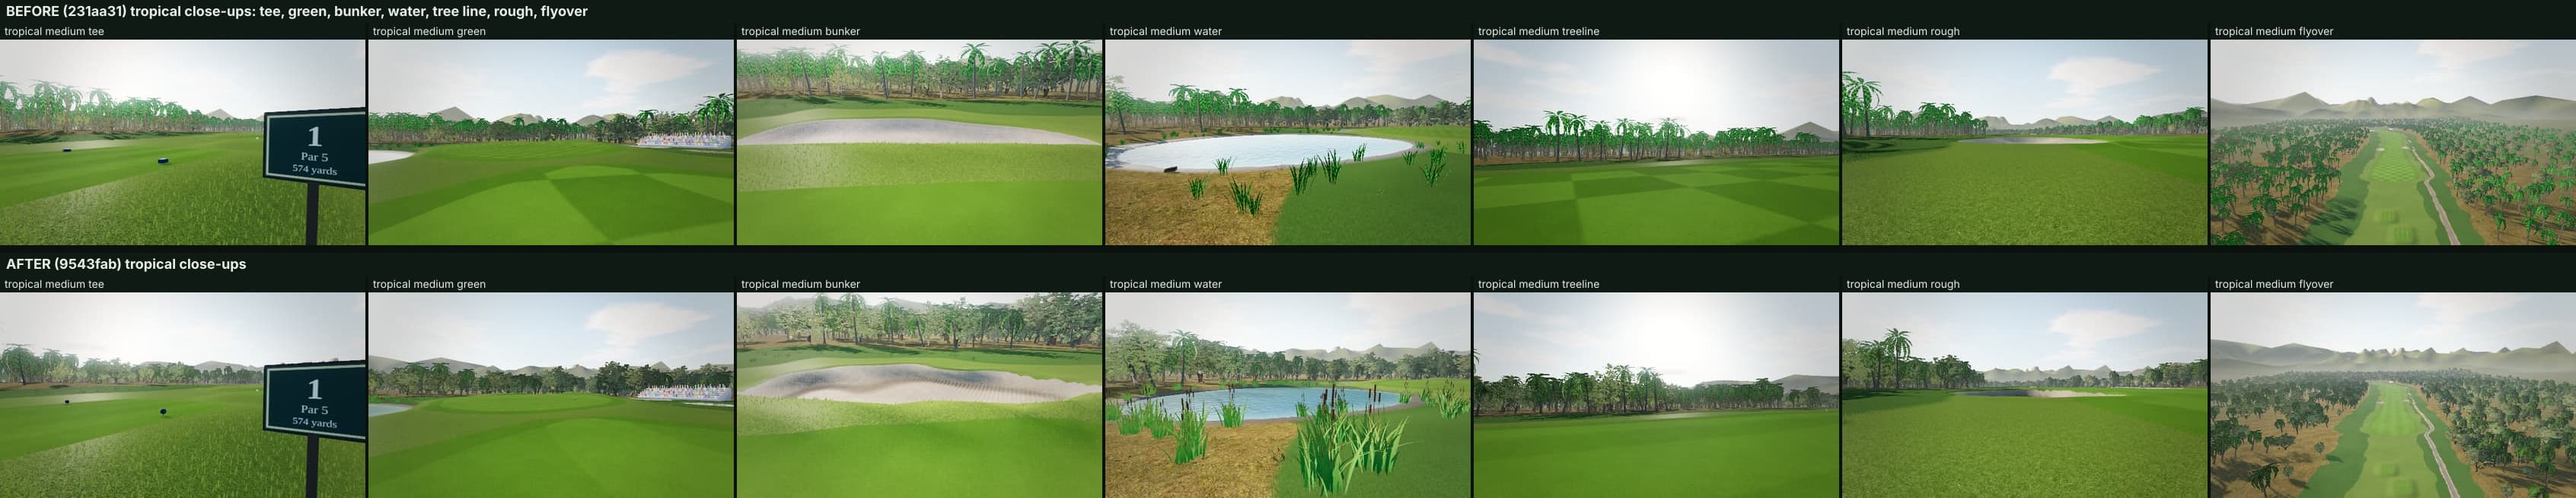 BEFORE (231aa31) tropical close-ups: tee, green, bunker, water, tree line, rough, flyover
tropical medium tee
tropical medium green
tropical medium bunker
tropical medium water
tropical medium treeline
tropical medium rough
tropical medium flyover
1
Par 5
574 yards
AFTER (9543fab) tropical close-ups
tropical medium tee
tropical medium green
tropical medium bunker
tropical medium water
tropical medium treeline
tropical medium rough
tropical medium flyover
1
Par 5
574 yards